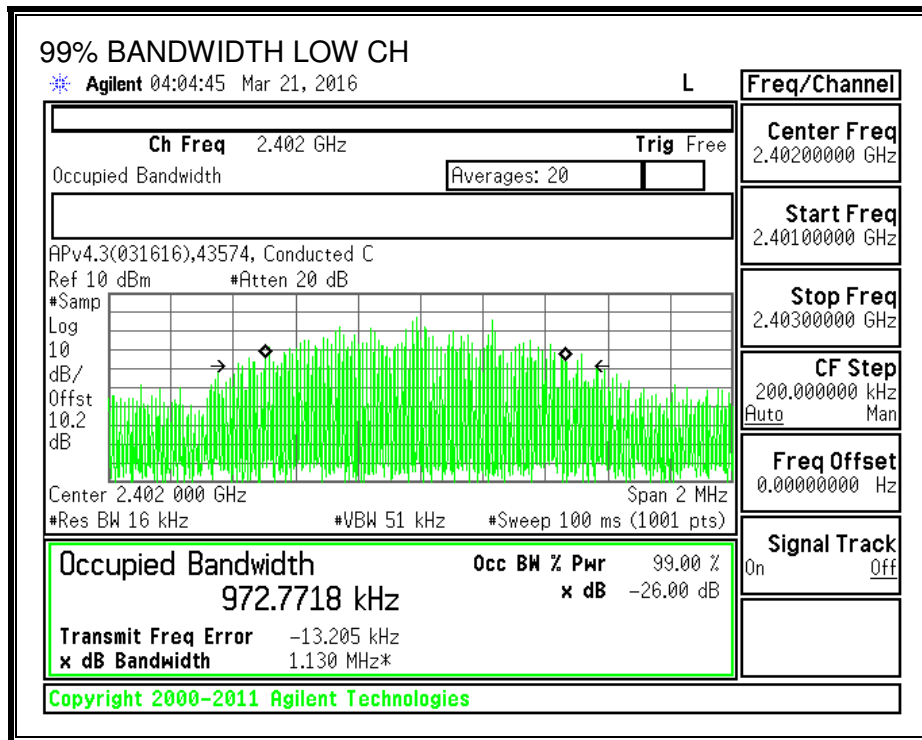 99% BANDWIDTH LOW CH
Agilent 04:04:45 Mar 21, 2016 L
Ch Freq 2.402 GHz Trig Free
Occupied Bandwidth Averages: 20
APv4.3(031616),43574, Conducted C
Ref 10 dBm #Atten 20 dB
#Samp
Log
10
dB/
Offst
10.2
dB
Center 2.402 000 GHz Span 2 MHz
#Res BW 16 kHz #VBW 51 kHz #Sweep 100 ms (1001 pts)
Occupied Bandwidth Occ BW % Pwr 99.00 %
972.7718 kHz x dB -26.00 dB
Transmit Freq Error -13.205 kHz
x dB Bandwidth 1.130 MHz*
Copyright 2000-2011 Agilent Technologies
Freq/Channel
Center Freq
2.40200000 GHz
Start Freq
2.40100000 GHz
Stop Freq
2.40300000 GHz
CF Step
200.000000 kHz
Auto Man
Freq Offset
0.00000000 Hz
Signal Track
On Off